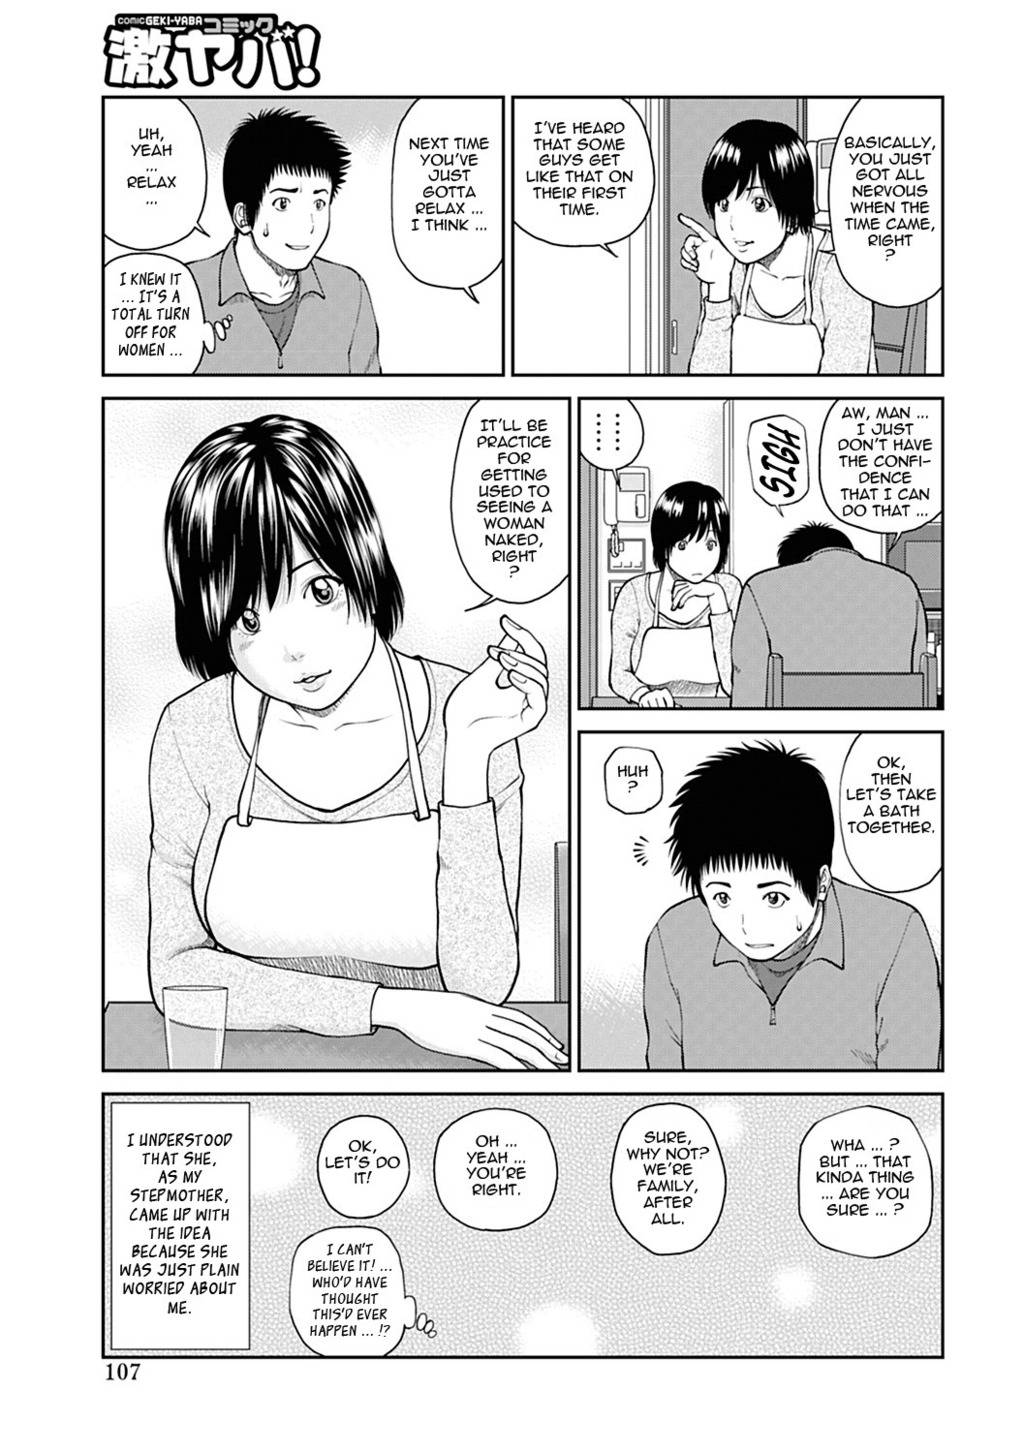 COMIC GEKI-YABA コミック
激ヤバ!
BASICALLY,
YOU JUST
GOT ALL
NERVOUS
WHEN THE
TIME CAME,
RIGHT
?
I'VE HEARD
THAT SOME
GUYS GET
LIKE THAT ON
THEIR FIRST
TIME.
NEXT TIME
YOU'VE
JUST
GOTTA
RELAX ...
I THINK ...
UH,
YEAH
...
RELAX
...
I KNEW IT
... IT'S A
TOTAL TURN
OFF FOR
WOMEN ...
AW, MAN ...
I JUST
DON'T HAVE
THE CONFI-
DENCE
THAT I CAN
DO THAT ...
SIGH
......
OK,
THEN
LET'S TAKE
A BATH
TOGETHER.
HUH
?
IT'LL BE
PRACTICE
FOR
GETTING
USED TO
SEEING A
WOMAN
NAKED,
RIGHT
?
WHA ... ?
BUT ... THAT
KINDA THING
... ARE YOU
SURE ... ?
SURE,
WHY NOT?
WE'RE
FAMILY,
AFTER
ALL.
OH ...
YEAH ...
YOU'RE
RIGHT.
OK,
LET'S DO
IT!
I CAN'T
BELIEVE IT! ...
WHO'D HAVE
THOUGHT
THIS'D EVER
HAPPEN ... !?
I UNDERSTOOD
THAT SHE,
AS MY
STEPMOTHER,
CAME UP WITH
THE IDEA
BECAUSE SHE
WAS JUST PLAIN
WORRIED ABOUT
ME.
107